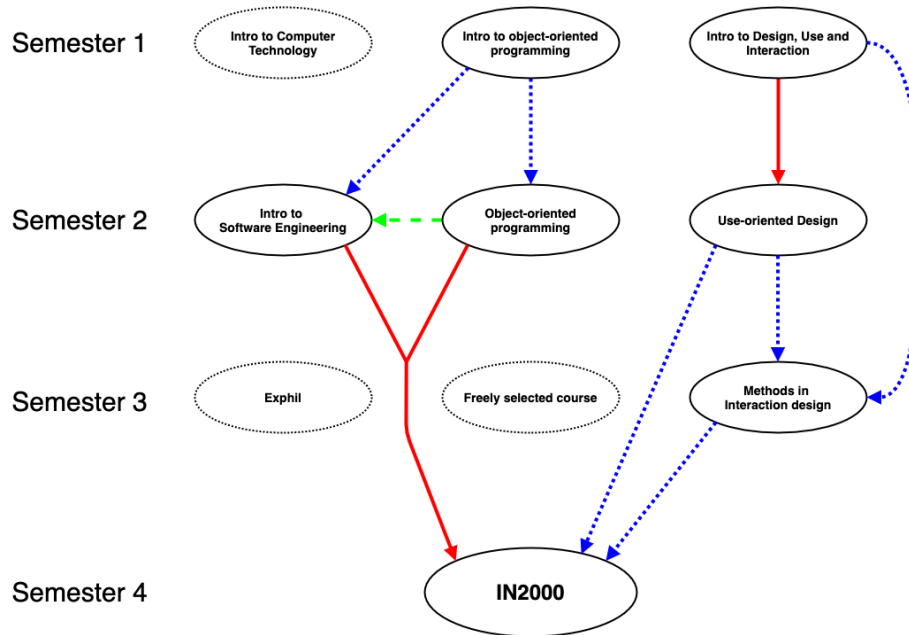 Semester 1
Intro to Computer
Technology
Intro to object-oriented
programming
Intro to Design, Use and
Interaction
Semester 2
Intro to
Software Engineering
Object-oriented
programming
Use-oriented Design
Semester 3
Exphil
Freely selected course
Methods in
Interaction design
Semester 4
IN2000